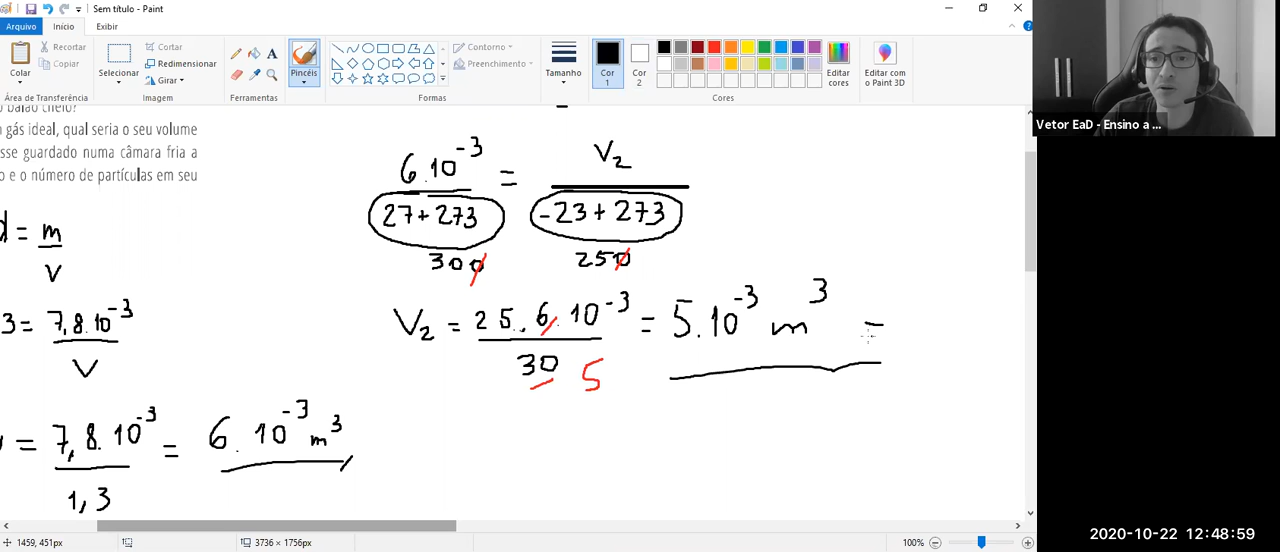 Sem título - Paint
Arquivo Início Exibir
Colar
Recortar
Copiar
Área de Transferência
Selecionar
Cortar
Redimensionar
Girar
Imagem
A
Ferramentas
Pincéis
Contorno
Preenchimento
Formas
Tamanho
Cor 1
Cor 2
Cores
Editar cores
Editar com o Paint 3D
Vetor EaD - Ensino a ...
o balão cheio?
gás ideal, qual seria o seu volume
sse guardado numa câmara fria a
o e o número de partículas em seu
d = m
V
3 = 7,8.10⁻³
V
= 7,8.10⁻³ = 6.10⁻³ m³
1,3
6.10⁻³ = V₂
27+273 -23+273
300 250
V₂ = 25.6.10⁻³ = 5.10⁻³ m³ =
30 5
1459, 451px
3736 × 1756px
100%
2020-10-22 12:48:59